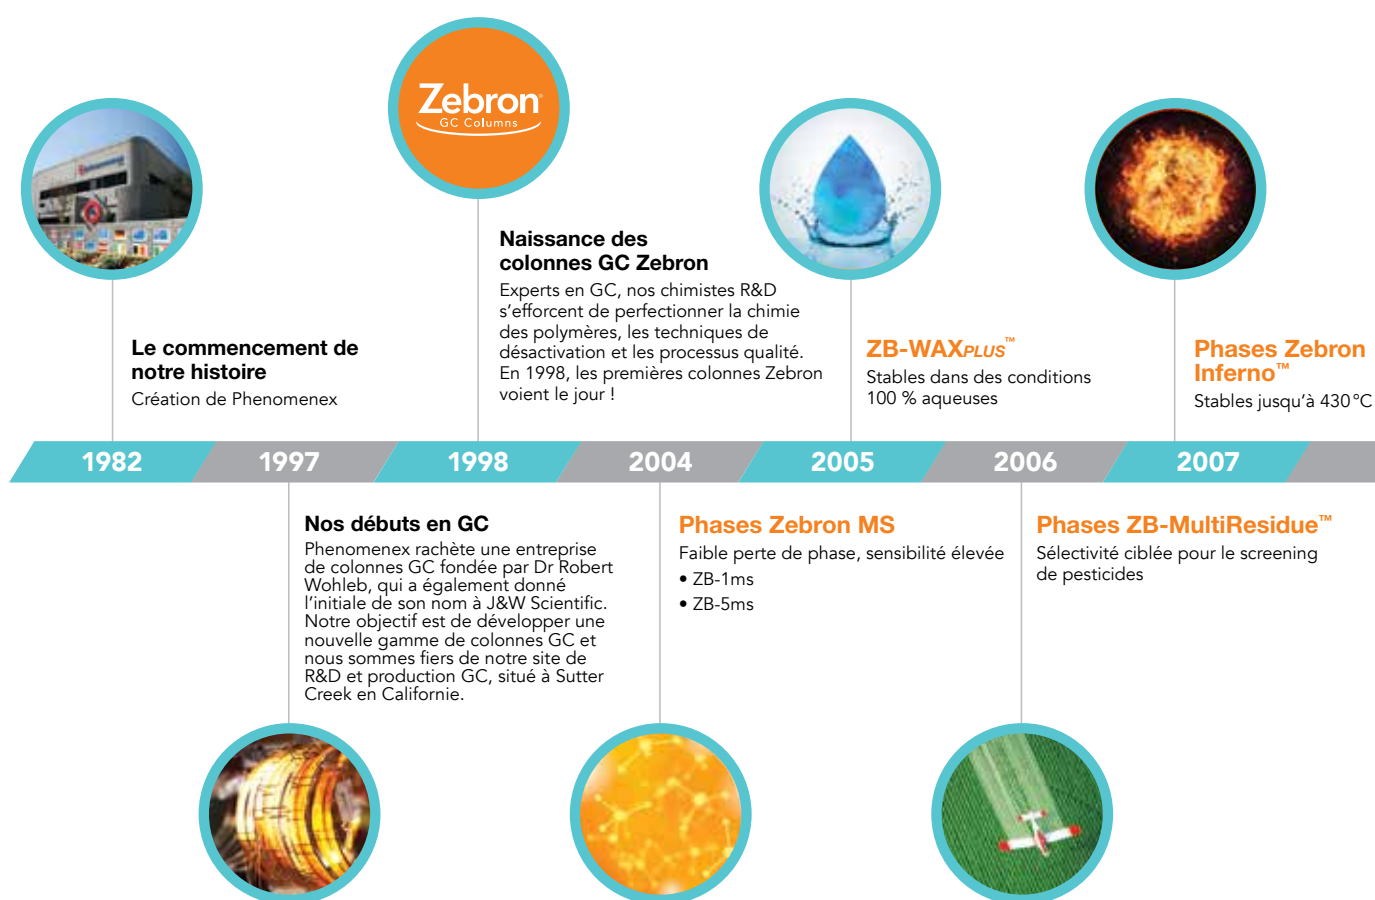 Zebron
GC Columns
Le commencement de
notre histoire
Création de Phenomenex
Naissance des
colonnes GC Zebron
Experts en GC, nos chimistes R&D
s'efforcent de perfectionner la chimie
des polymères, les techniques de
désactivation et les processus qualité.
En 1998, les premières colonnes Zebron
voient le jour !
ZB-WAXPLUS™
Stables dans des conditions
100 % aqueuses
Phases Zebron
Inferno™
Stables jusqu'à 430 °C
1982 1997 1998 2004 2005 2006 2007
Nos débuts en GC
Phenomenex rachète une entreprise
de colonnes GC fondée par Dr Robert
Wohleb, qui a également donné
l'initiale de son nom à J&W Scientific.
Notre objectif est de développer une
nouvelle gamme de colonnes GC et
nous sommes fiers de notre site de
R&D et production GC, situé à Sutter
Creek en Californie.
Phases Zebron MS
Faible perte de phase, sensibilité élevée
• ZB-1ms
• ZB-5ms
Phases ZB-MultiResidue™
Sélectivité ciblée pour le screening
de pesticides